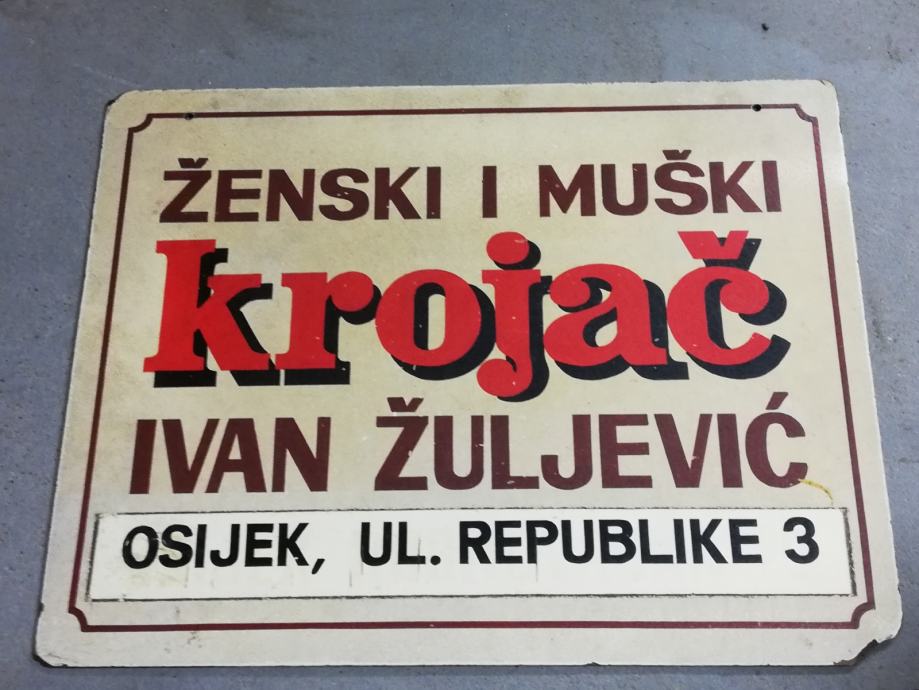 ŽENSKI I MUŠKI
krojač
IVAN ŽULJEVIĆ
OSIJEK, UL. REPUBLIKE 3